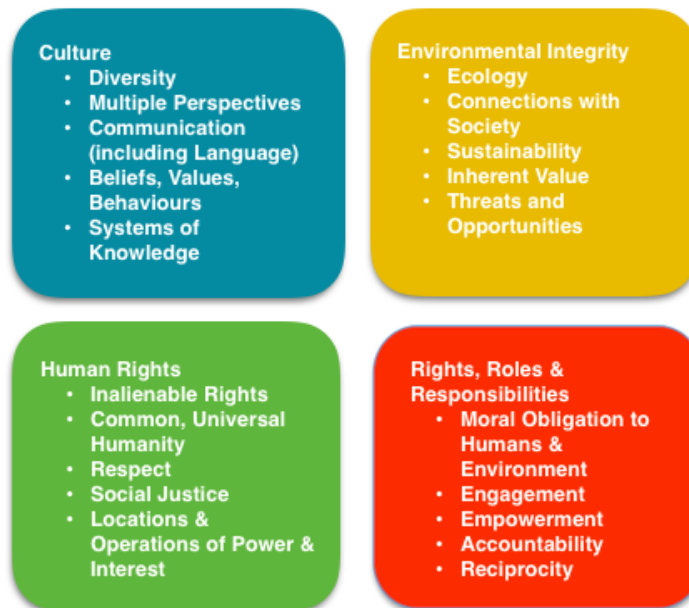 Culture
• Diversity
• Multiple Perspectives
• Communication
(including Language)
• Beliefs, Values,
Behaviours
• Systems of
Knowledge
Environmental Integrity
• Ecology
• Connections with
Society
• Sustainability
• Inherent Value
• Threats and
Opportunities
Human Rights
• Inalienable Rights
• Common, Universal
Humanity
• Respect
• Social Justice
• Locations &
Operations of Power &
Interest
Rights, Roles &
Responsibilities
• Moral Obligation to
Humans &
Environment
• Engagement
• Empowerment
• Accountability
• Reciprocity